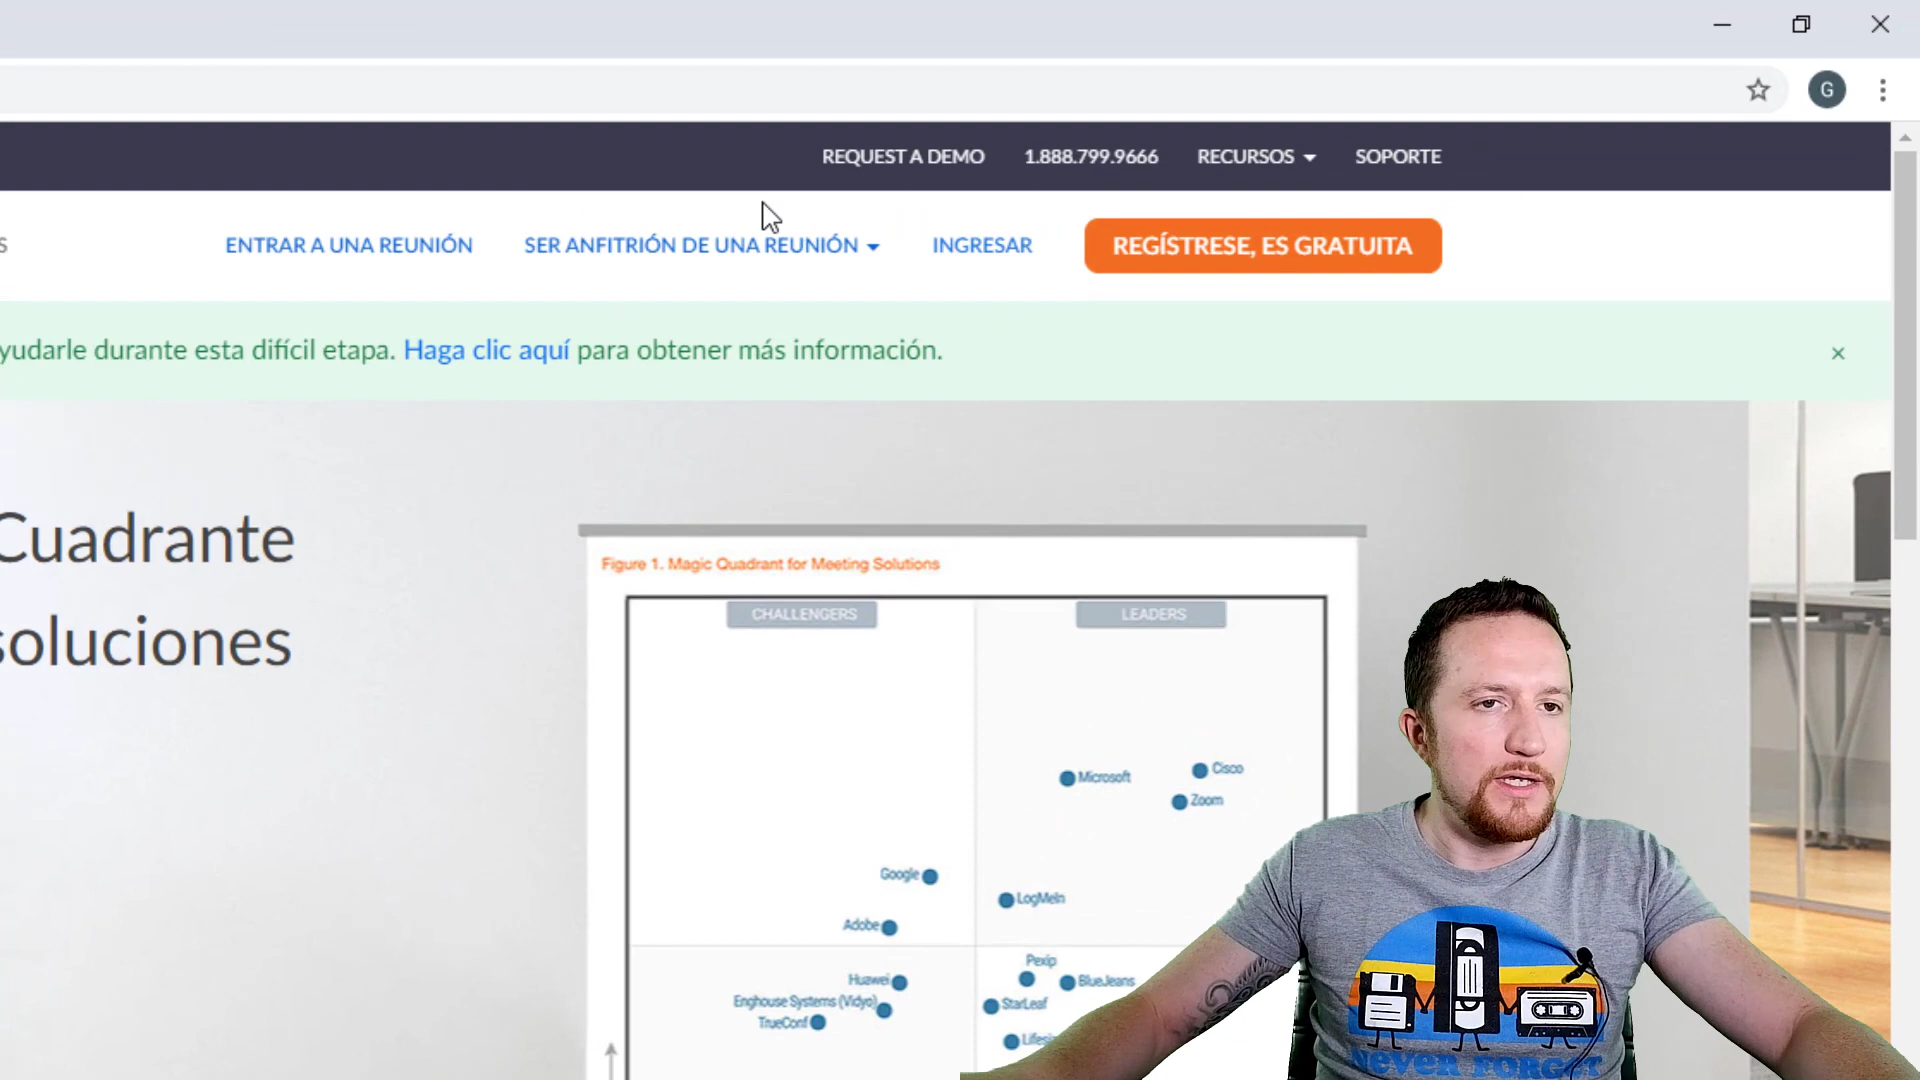 G
REQUEST A DEMO 1.888.799.9666 RECURSOS SOPORTE
S ENTRAR A UNA REUNIÓN SER ANFITRIÓN DE UNA REUNIÓN INGRESAR REGÍSTRESE, ES GRATUITA
yudarle durante esta difícil etapa. Haga clic aquí para obtener más información.
Cuadrante
soluciones
Figure 1. Magic Quadrant for Meeting Solutions
CHALLENGERS LEADERS
Microsoft Cisco
Zoom
Google
LogMeIn
Adobe
Pexip
Huawei BlueJeans
Enghouse Systems (Vidyo) StarLeaf
TrueConf
Lifesi
NEVER FORGOT